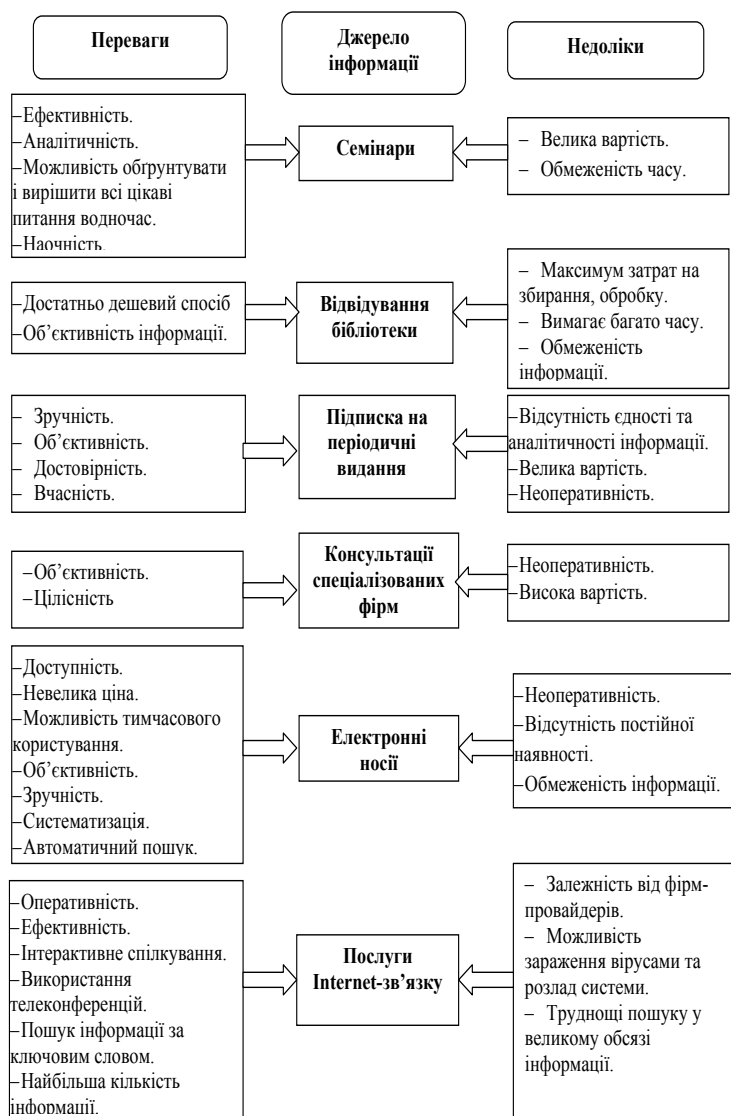 Переваги
Джерело
інформації
Недоліки
–Ефективність.
–Аналітичність.
–Можливість обґрунтувати
і вирішити всі цікаві
питання водночас.
–Наочність.
Семінари
– Велика вартість.
– Обмеженість часу.
–Достатньо дешевий спосіб
–Об’єктивність інформації.
Відвідування
бібліотеки
– Максимум затрат на
збирання, обробку.
– Вимагає багато часу.
– Обмеженість
інформації.
– Зручність.
– Об’єктивність.
– Достовірність.
– Вчасність.
Підписка на
періодичні
видання
–Відсутність єдності та
аналітичності інформації.
–Велика вартість.
–Неоперативність.
–Об’єктивність.
–Цілісність
Консультації
спеціалізованих
фірм
–Неоперативність.
–Висока вартість.
–Доступність.
–Невелика ціна.
–Можливість тимчасового
користування.
–Об’єктивність.
–Зручність.
–Систематизація.
–Автоматичний пошук.
Електронні
носії
–Неоперативність.
–Відсутність постійної
наявності.
–Обмеженість інформації.
–Оперативність.
–Ефективність.
–Інтерактивне спілкування.
–Використання
телеконференцій.
–Пошук інформації за
ключовим словом.
–Найбільша кількість
інформації.
Послуги
Internet-зв’язку
– Залежність від фірм-
провайдерів.
– Можливість
зараження вірусами та
розлад системи.
– Труднощі пошуку у
великому обсязі
інформації.